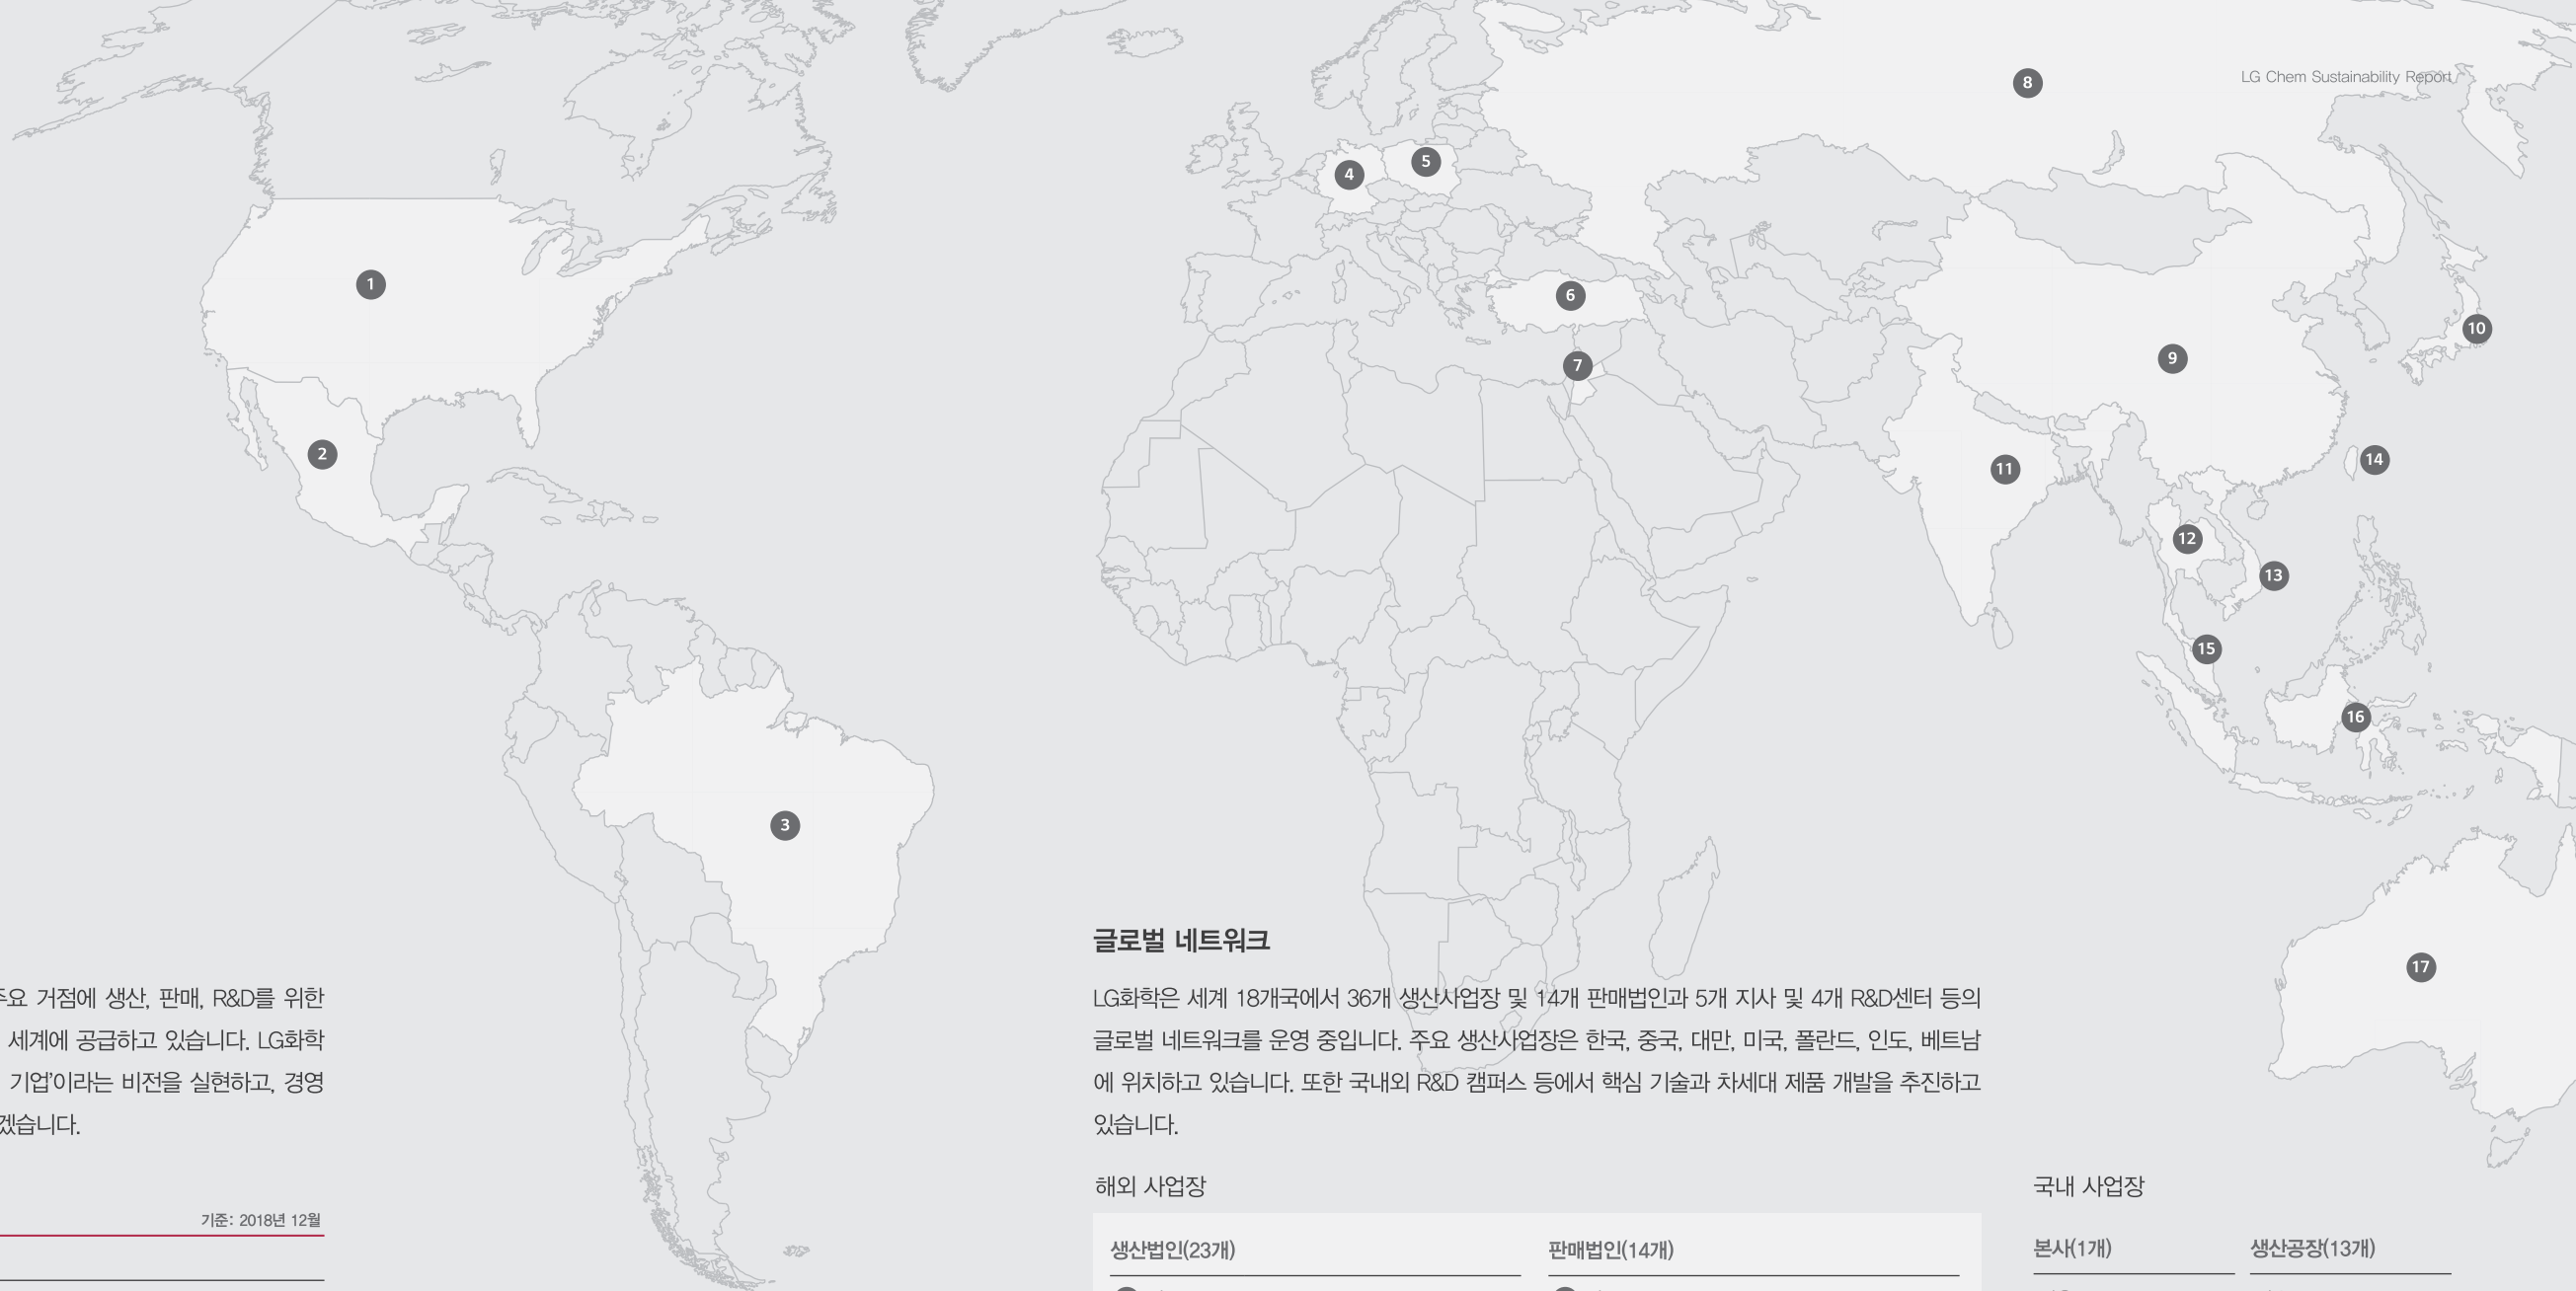 LG Chem Sustainability Report
8
5
4
1
6
10
7
9
2
14
11
12
13
15
16
3
17
주요 거점에 생산, 판매, R&D를 위한
세계에 공급하고 있습니다. LG화학
기업’이라는 비전을 실현하고, 경영
겠습니다.
기준: 2018년 12월
글로벌 네트워크
LG화학은 세계 18개국에서 36개 생산사업장 및 14개 판매법인과 5개 지사 및 4개 R&D센터 등의
글로벌 네트워크를 운영 중입니다. 주요 생산사업장은 한국, 중국, 대만, 미국, 폴란드, 인도, 베트남
에 위치하고 있습니다. 또한 국내외 R&D 캠퍼스 등에서 핵심 기술과 차세대 제품 개발을 추진하고
있습니다.
해외 사업장
생산법인(23개)
판매법인(14개)
국내 사업장
본사(1개)
생산공장(13개)